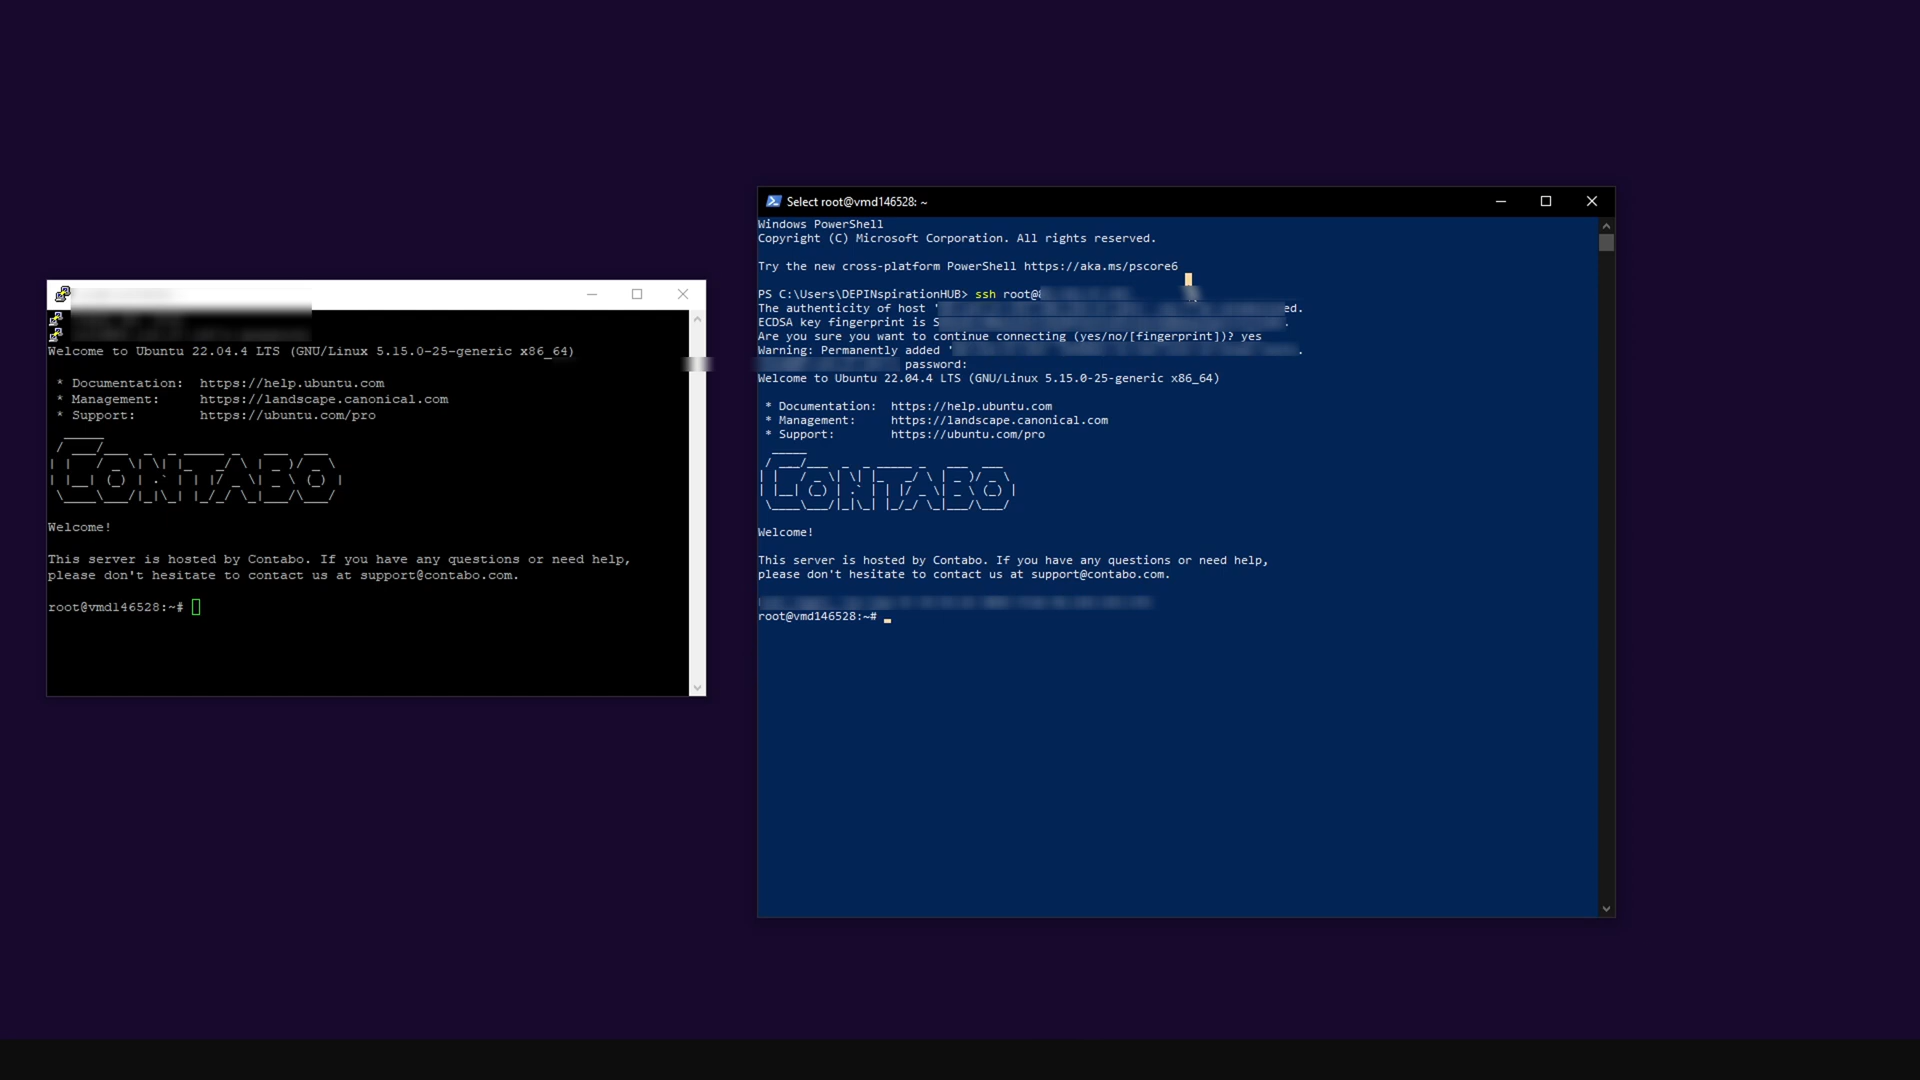 Welcome to Ubuntu 22.04.4 LTS (GNU/Linux 5.15.0-25-generic x86_64)
* Documentation: https://help.ubuntu.com
* Management: https://landscape.canonical.com
* Support: https://ubuntu.com/pro
CONTABO
Welcome!
This server is hosted by Contabo. If you have any questions or need help,
please don't hesitate to contact us at support@contabo.com.
root@vmd146528:~#
Select root@vmd146528: ~
Windows PowerShell
Copyright (C) Microsoft Corporation. All rights reserved.
Try the new cross-platform PowerShell https://aka.ms/pscore6
PS C:\Users\DEPINspirationHUB> ssh root@
The authenticity of host '
ECDSA key fingerprint is
Are you sure you want to continue connecting (yes/no/[fingerprint])? yes
Warning: Permanently added '
password:
Welcome to Ubuntu 22.04.4 LTS (GNU/Linux 5.15.0-25-generic x86_64)
* Documentation: https://help.ubuntu.com
* Management: https://landscape.canonical.com
* Support: https://ubuntu.com/pro
CONTABO
Welcome!
This server is hosted by Contabo. If you have any questions or need help,
please don't hesitate to contact us at support@contabo.com.
root@vmd146528:~#